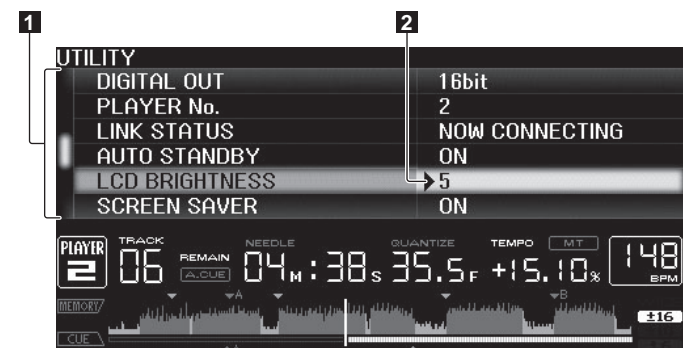 1 2
UTILITY
DIGITAL OUT 16bit
PLAYER No. 2
LINK STATUS NOW CONNECTING
AUTO STANDBY ON
LCD BRIGHTNESS 5
SCREEN SAVER ON
PLAYER 2 TRACK 06 REMAIN A.CUE NEEDLE 04M:38S QUANTIZE 35.5F TEMPO MT +15.10% 148 BPM
MEMORY A B
±16
CUE